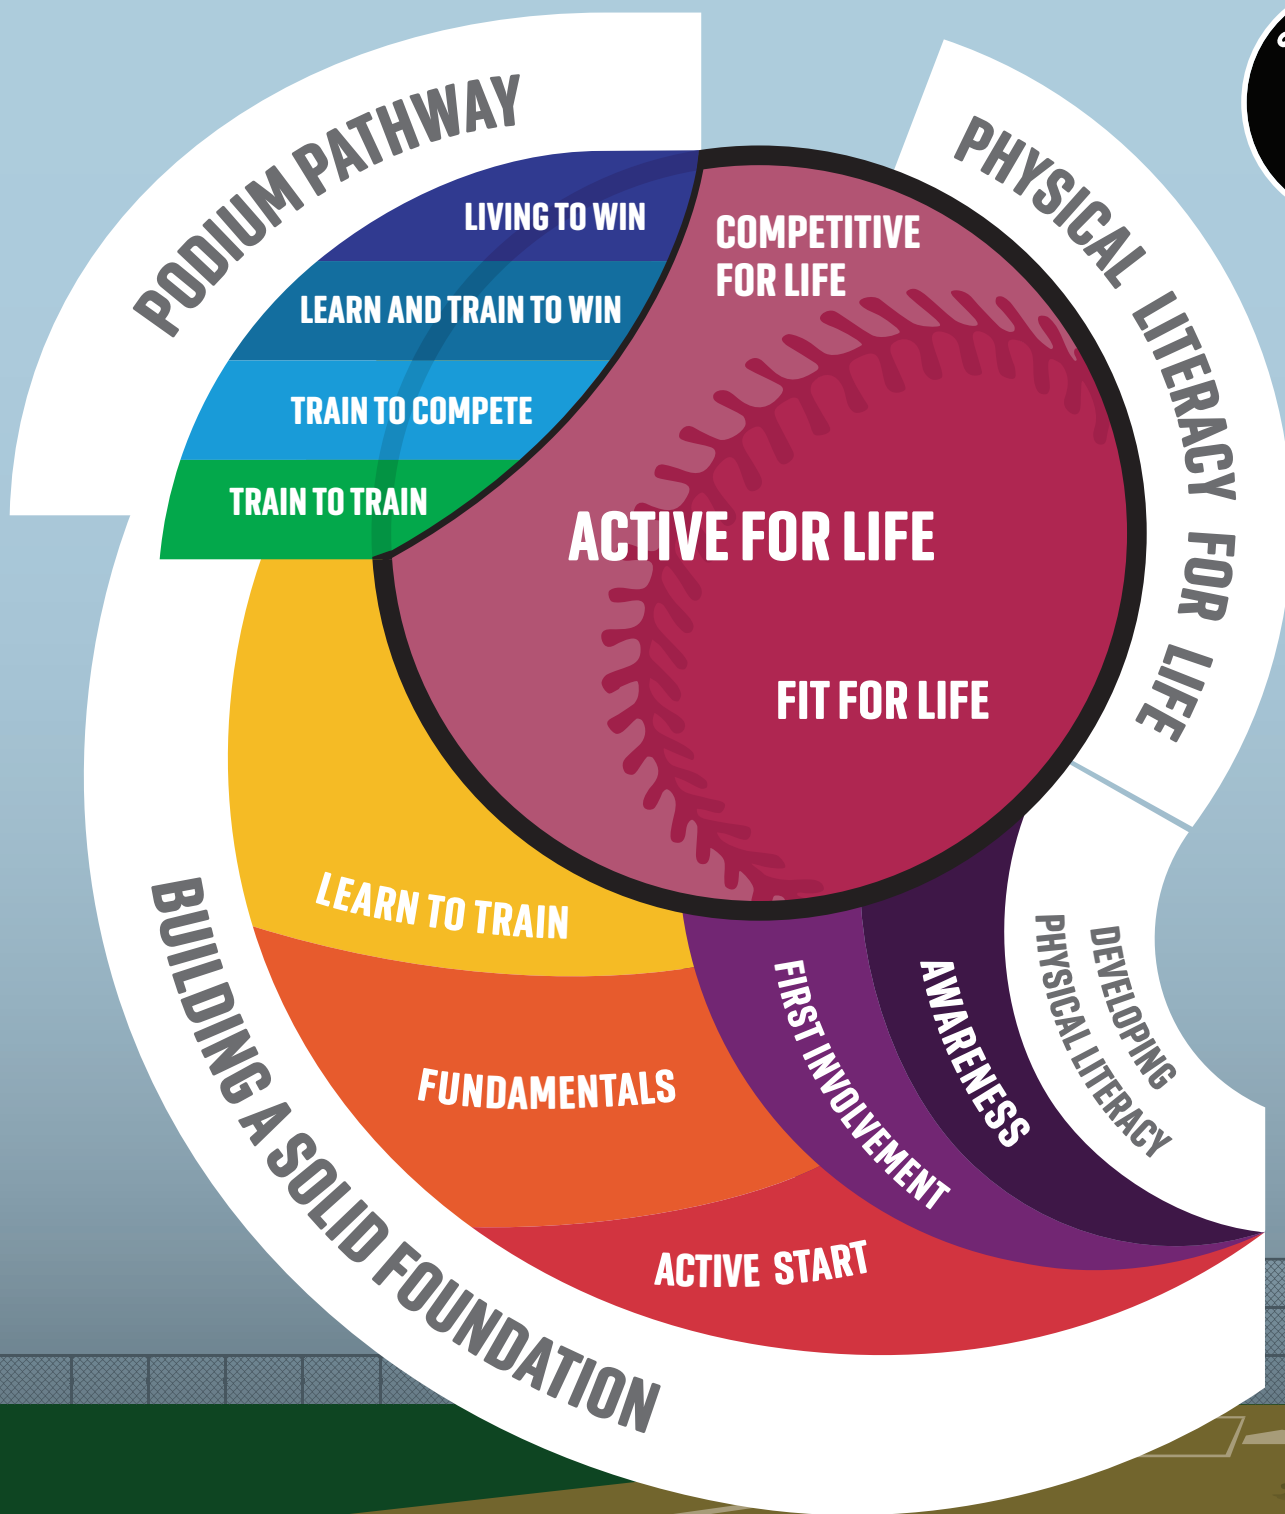 PODIUM PATHWAY
LIVING TO WIN
LEARN AND TRAIN TO WIN
TRAIN TO COMPETE
TRAIN TO TRAIN
COMPETITIVE
FOR LIFE
ACTIVE FOR LIFE
FIT FOR LIFE
PHYSICAL LITERACY FOR LIFE
LEARN TO TRAIN
FUNDAMENTALS
ACTIVE START
FIRST INVOLVEMENT
AWARENESS
DEVELOPING
PHYSICAL LITERACY
BUILDING A SOLID FOUNDATION